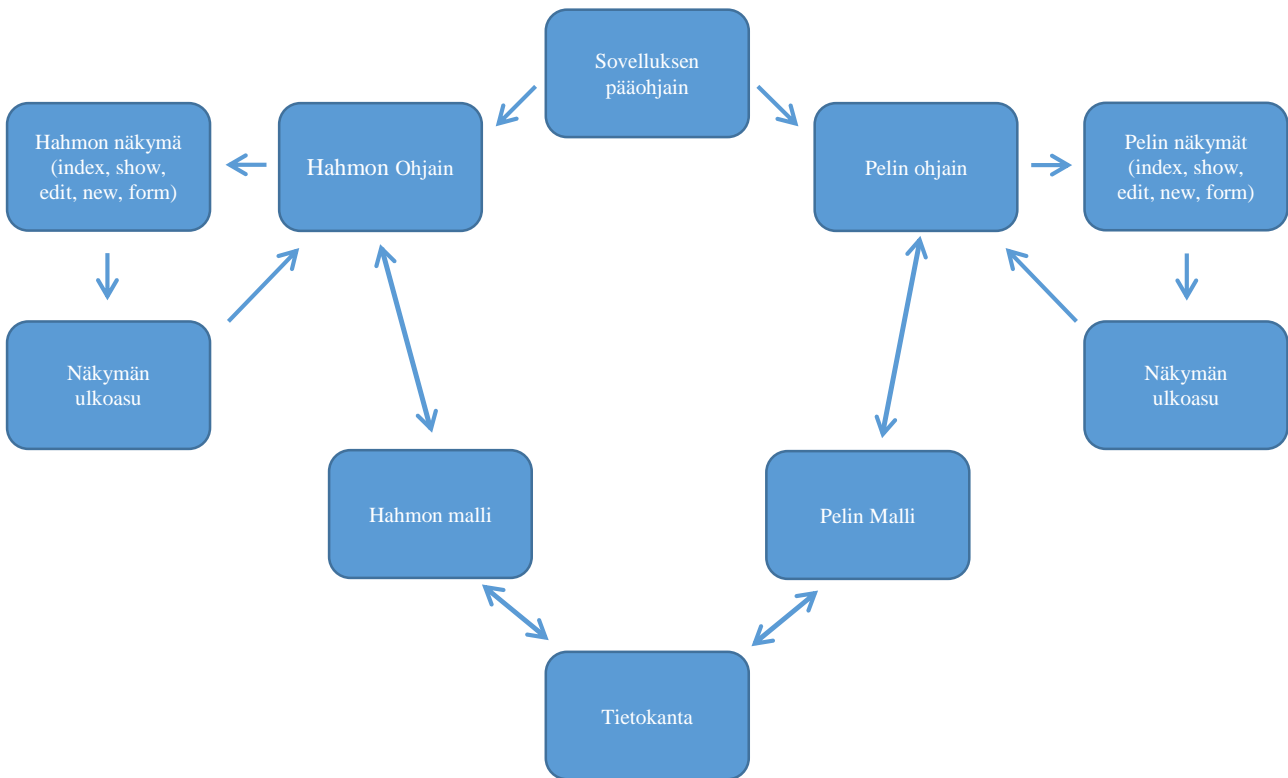 Sovelluksen
pääohjain
Hahmon näkymä
(index, show,
edit, new, form)
Hahmon Ohjain
Pelin ohjain
Pelin näkymät
(index, show,
edit, new, form)
Näkymän
ulkoasu
Näkymän
ulkoasu
Hahmon malli
Pelin Malli
Tietokanta